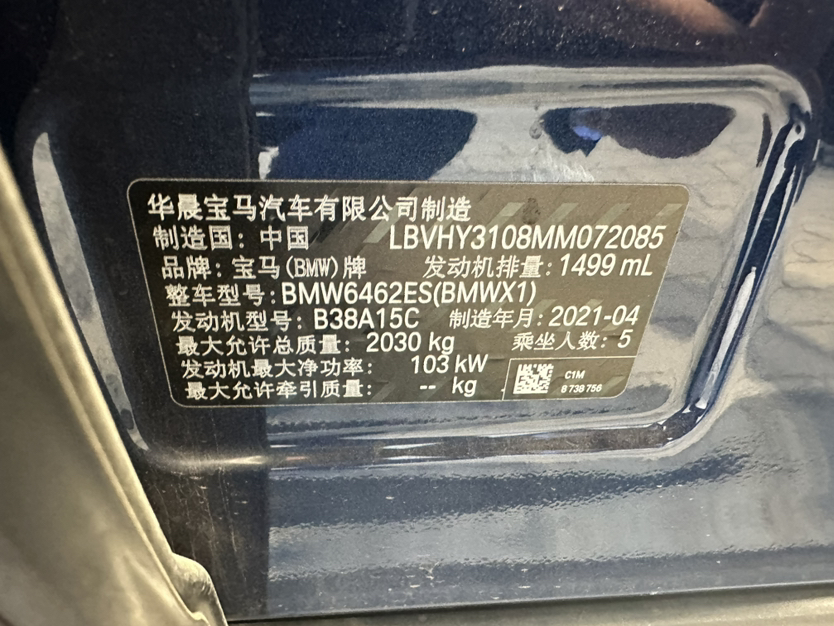 华晨宝马汽车有限公司制造
制造国: 中国 LBVHY3108MM072085
品牌: 宝马(BMW)牌 发动机排量: 1499 mL
整车型号: BMW6462ES(BMWX1)
发动机型号: B38A15C 制造年月: 2021-04
最大允许总质量: 2030 kg 乘坐人数: 5
发动机最大净功率: 103 kW
最大允许牵引质量: -- kg
C1M
8 738 756